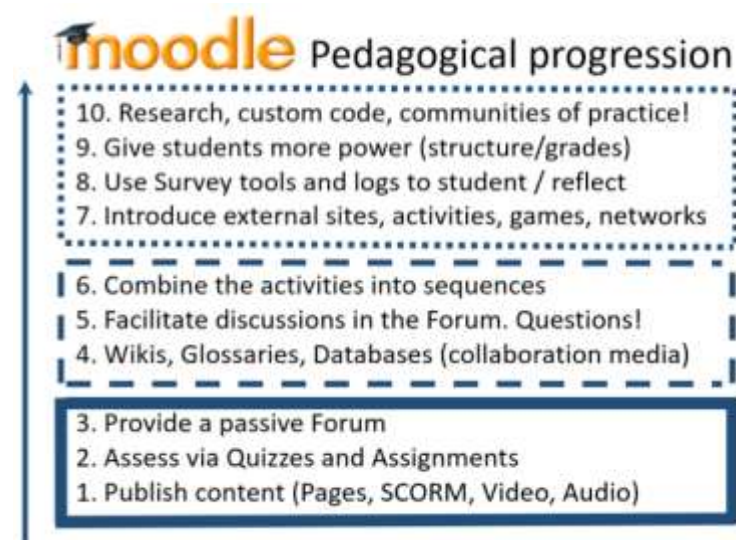 moodle Pedagogical progression
10. Research, custom code, communities of practice!
9. Give students more power (structure/grades)
8. Use Survey tools and logs to student / reflect
7. Introduce external sites, activities, games, networks
6. Combine the activities into sequences
5. Facilitate discussions in the Forum. Questions!
4. Wikis, Glossaries, Databases (collaboration media)
3. Provide a passive Forum
2. Assess via Quizzes and Assignments
1. Publish content (Pages, SCORM, Video, Audio)